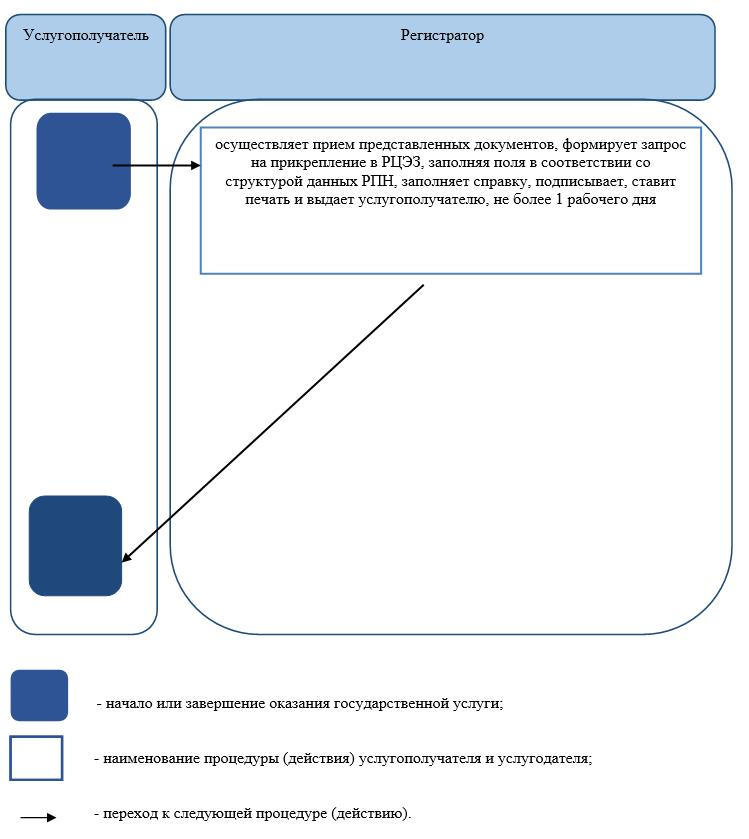 Услугополучатель
Регистратор
осуществляет прием представленных документов, формирует запрос
на прикрепление в РЦЭЗ, заполняя поля в соответствии со
структурой данных РПН, заполняет справку, подписывает, ставит
печать и выдает услугополучателю, не более 1 рабочего дня
- начало или завершение оказания государственной услуги;
- наименование процедуры (действия) услугополучателя и услугодателя;
- переход к следующей процедуре (действию).